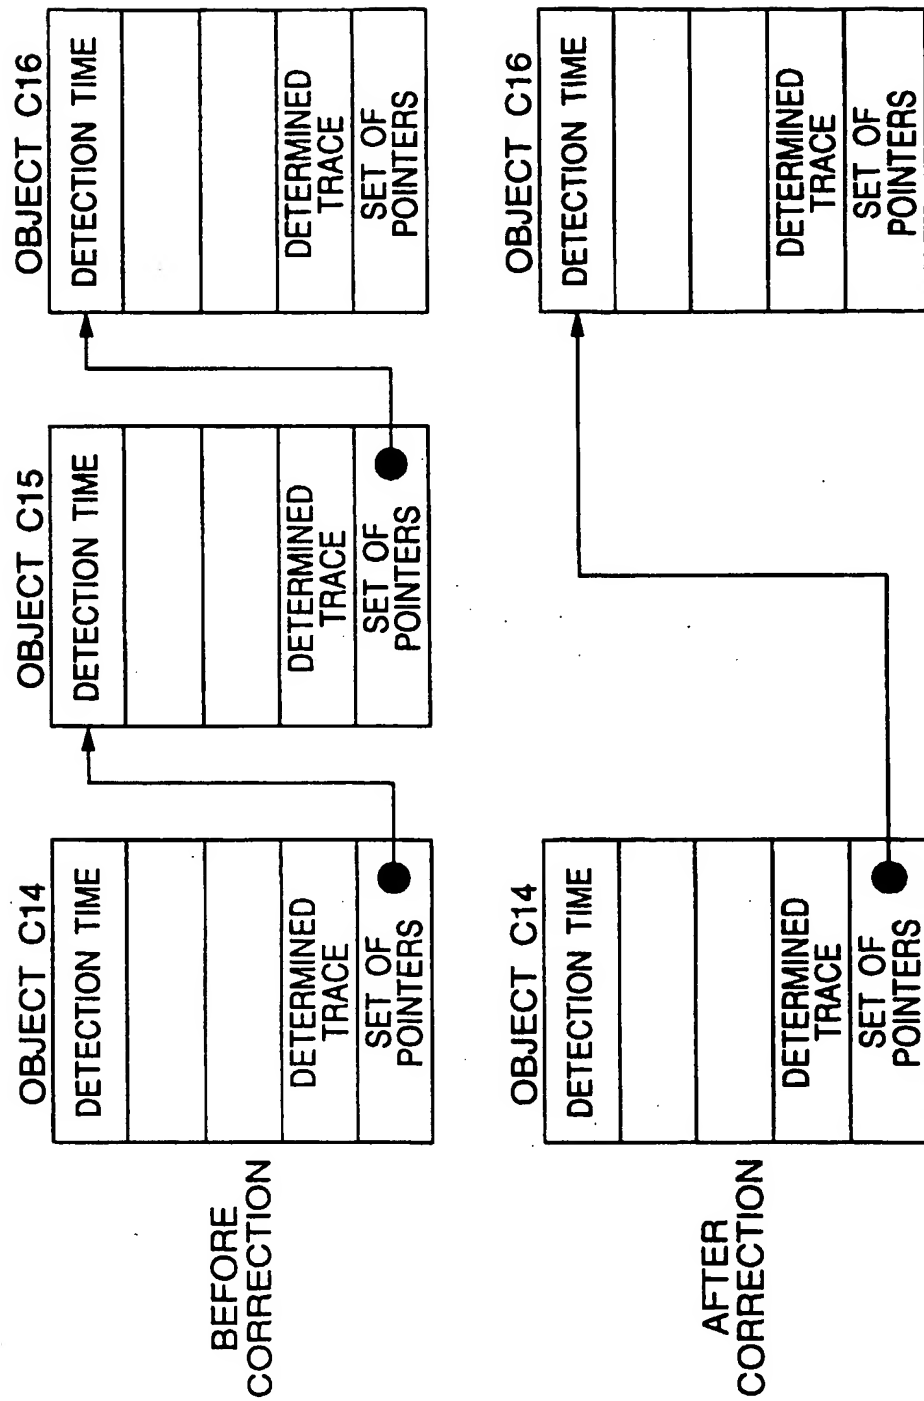 BEFORE
CORRECTION
OBJECT C14
DETECTION TIME
DETERMINED
TRACE
SET OF
POINTERS
OBJECT C15
DETECTION TIME
DETERMINED
TRACE
SET OF
POINTERS
OBJECT C16
DETECTION TIME
DETERMINED
TRACE
SET OF
POINTERS
AFTER
CORRECTION
OBJECT C14
DETECTION TIME
DETERMINED
TRACE
SET OF
POINTERS
OBJECT C16
DETECTION TIME
DETERMINED
TRACE
SET OF
POINTERS